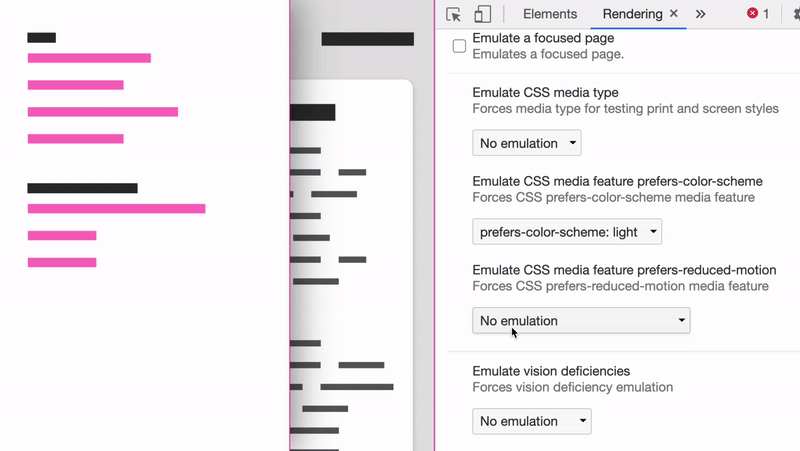 Elements
Rendering
1
Emulate a focused page
Emulates a focused page.
Emulate CSS media type
Forces media type for testing print and screen styles
No emulation
Emulate CSS media feature prefers-color-scheme
Forces CSS prefers-color-scheme media feature
prefers-color-scheme: light
Emulate CSS media feature prefers-reduced-motion
Forces CSS prefers-reduced-motion media feature
No emulation
Emulate vision deficiencies
Forces vision deficiency emulation
No emulation